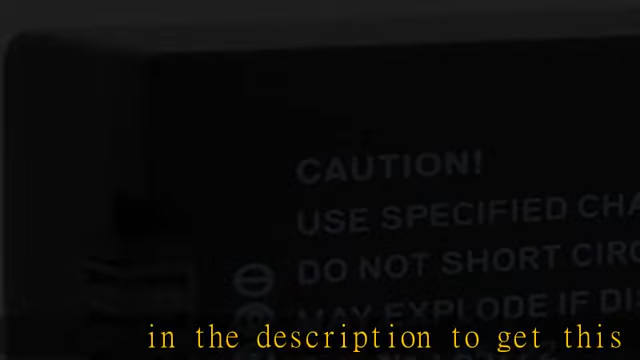 CAUTION!
USE SPECIFIED CHA
DO NOT SHORT CIRC
MAY EXPLODE IF DI
in the description to get this